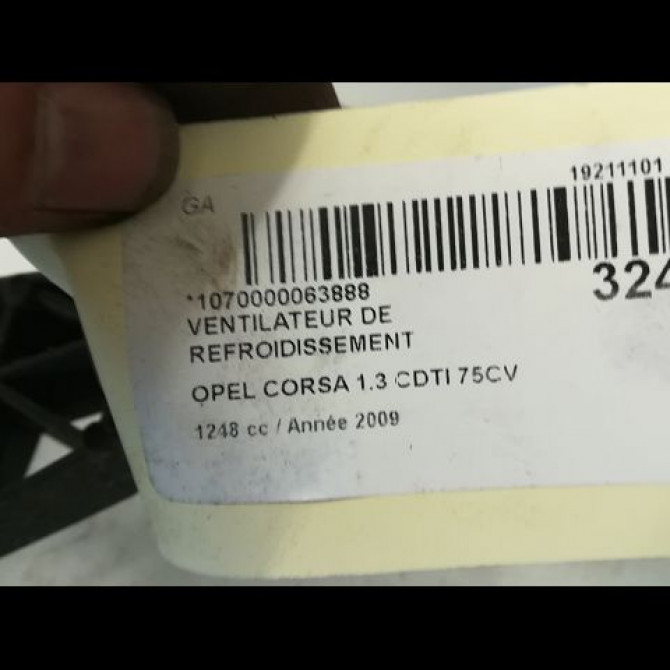 GA
19211101
*1070000063888
324
VENTILATEUR DE
REFROIDISSEMENT
OPEL CORSA 1.3 CDTI 75CV
1248 cc / Année 2009